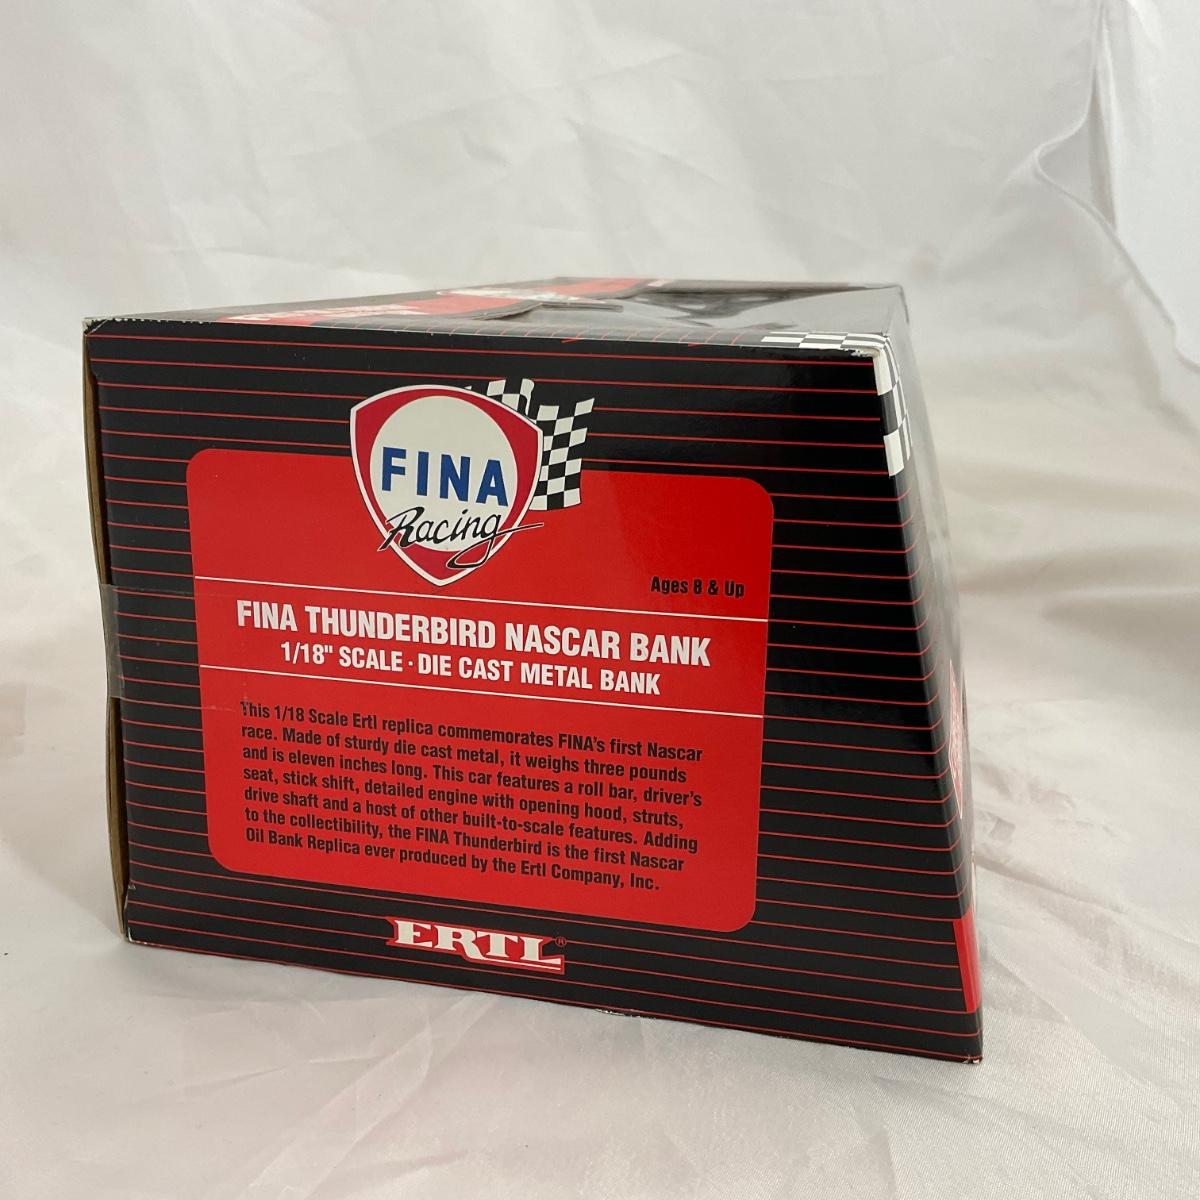 FINA
Racing
Ages 8 & Up
FINA THUNDERBIRD NASCAR BANK
1/18" SCALE · DIE CAST METAL BANK
This 1/18 Scale Ertl replica commemorates FINA's first Nascar
race. Made of sturdy die cast metal, it weighs three pounds
and is eleven inches long. This car features a roll bar, driver's
seat, stick shift, detailed engine with opening hood, struts,
drive shaft and a host of other built-to-scale features. Adding
to the collectibility, the FINA Thunderbird is the first Nascar
Oil Bank Replica ever produced by the Ertl Company, Inc.
ERTL®